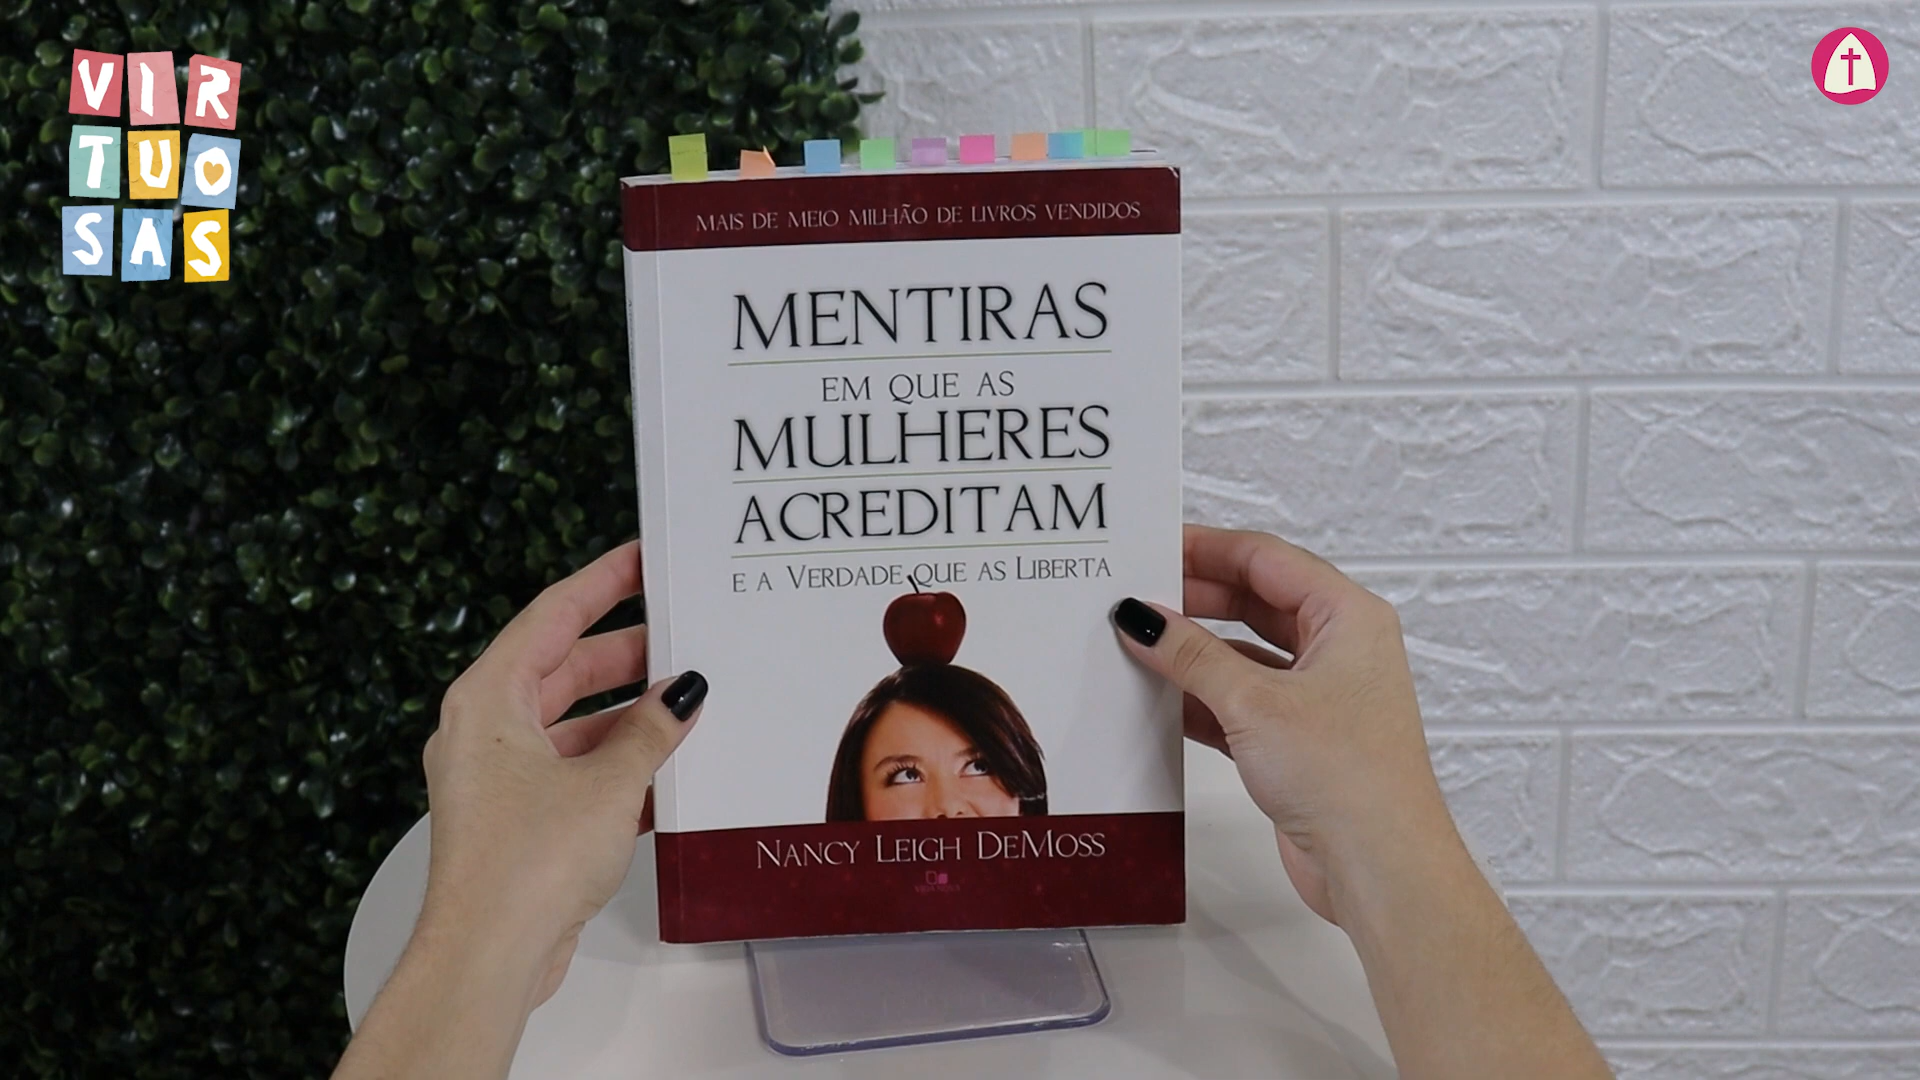 VIR
TUO
SAS
MAIS DE MEIO MILHÃO DE LIVROS VENDIDOS
MENTIRAS
EM QUE AS
MULHERES
ACREDITAM
E A VERDADE QUE AS LIBERTA
NANCY LEIGH DEMOSS